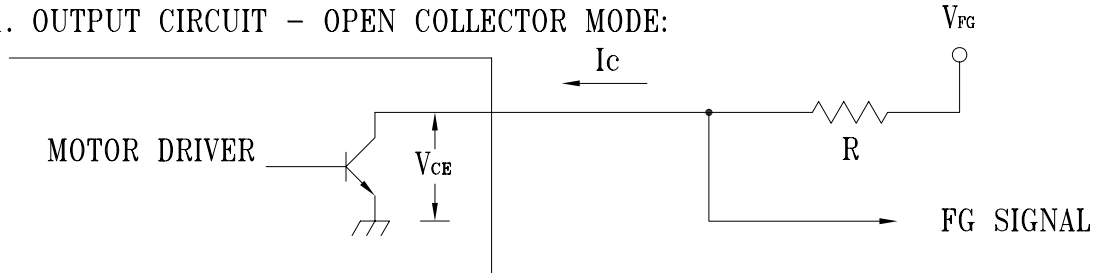 . OUTPUT CIRCUIT - OPEN COLLECTOR MODE:
VFG
Ic
MOTOR DRIVER
VCE
R
FG SIGNAL